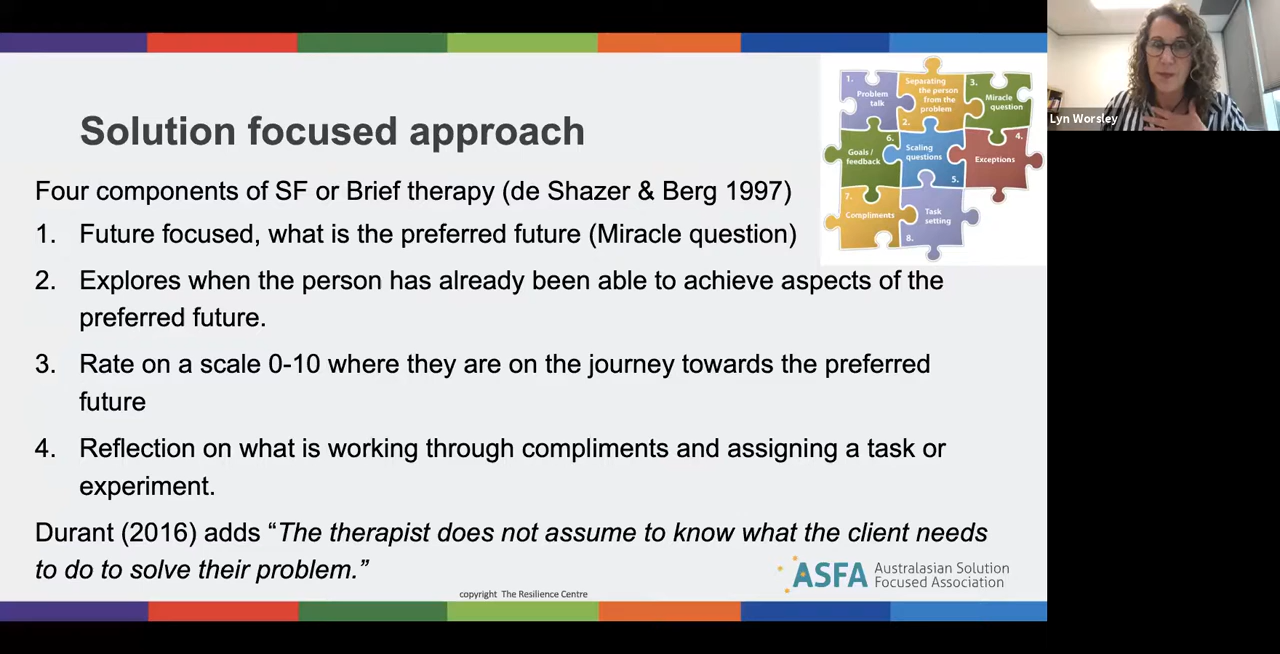 Solution focused approach
Four components of SF or Brief therapy (de Shazer & Berg 1997)
1. Future focused, what is the preferred future (Miracle question)
2. Explores when the person has already been able to achieve aspects of the
preferred future.
3. Rate on a scale 0-10 where they are on the journey towards the preferred
future
4. Reflection on what is working through compliments and assigning a task or
experiment.
Durant (2016) adds “The therapist does not assume to know what the client needs
to do to solve their problem.”
copyright The Resilience Centre
1.
Problem
talk
Separating
the person
from the
problem
2.
3.
Miracle
question
6.
Goals /
feedback
Scaling
questions
5.
4.
Exceptions
7.
Compliments
Task
setting
8.
ASFA
Australasian Solution
Focused Association
Lyn Worsley